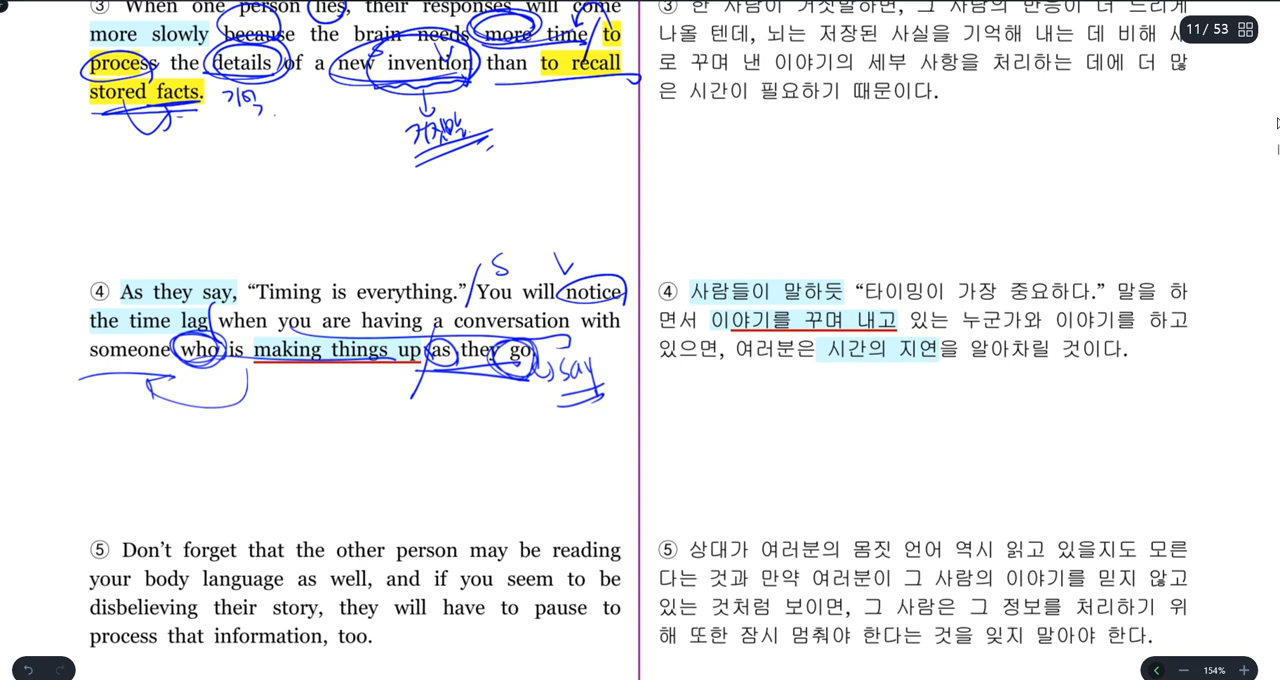 ③ When one person lies, their responses will come
more slowly because the brain needs more time to
process the details of a new invention than to recall
stored facts.
기억
거짓말
S
V
③ 한 사람이 거짓말하면, 그 사람의 반응이 더 느리게
나올 텐데, 뇌는 저장된 사실을 기억해 내는 데 비해
로 꾸며 낸 이야기의 세부 사항을 처리하는 데에 더 많
은 시간이 필요하기 때문이다.
11 / 53
S V
④ As they say, “Timing is everything.” You will notice
the time lag when you are having a conversation with
someone who is making things up as they go.
say
④ 사람들이 말하듯 “타이밍이 가장 중요하다.” 말을 하
면서 이야기를 꾸며 내고 있는 누군가와 이야기를 하고
있으면, 여러분은 시간의 지연을 알아차릴 것이다.
⑤ Don’t forget that the other person may be reading
your body language as well, and if you seem to be
disbelieving their story, they will have to pause to
process that information, too.
⑤ 상대가 여러분의 몸짓 언어 역시 읽고 있을지도 모른
다는 것과 만약 여러분이 그 사람의 이야기를 믿지 않고
있는 것처럼 보이면, 그 사람은 그 정보를 처리하기 위
해 또한 잠시 멈춰야 한다는 것을 잊지 말아야 한다.
154%